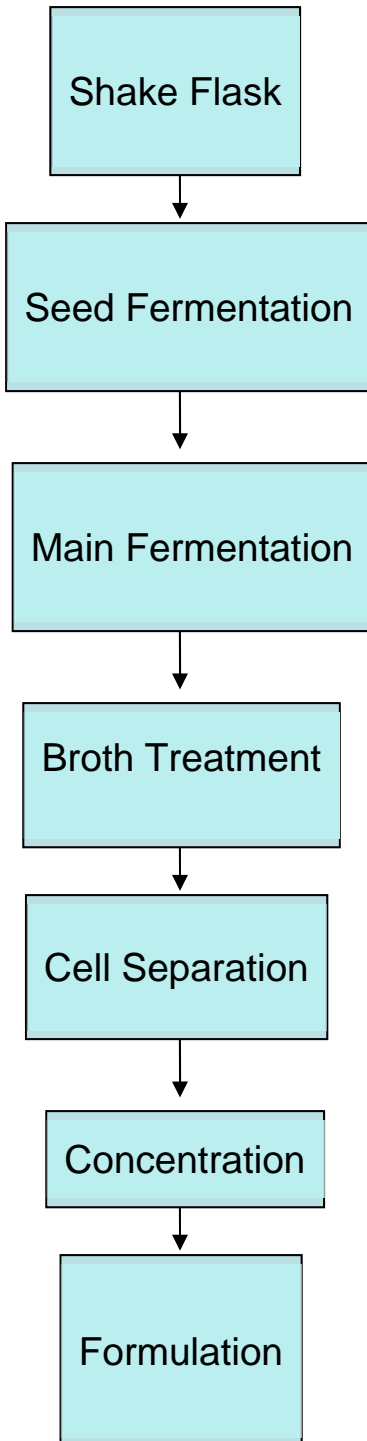 Shake Flask
Seed Fermentation
Main Fermentation
Broth Treatment
Cell Separation
Concentration
Formulation